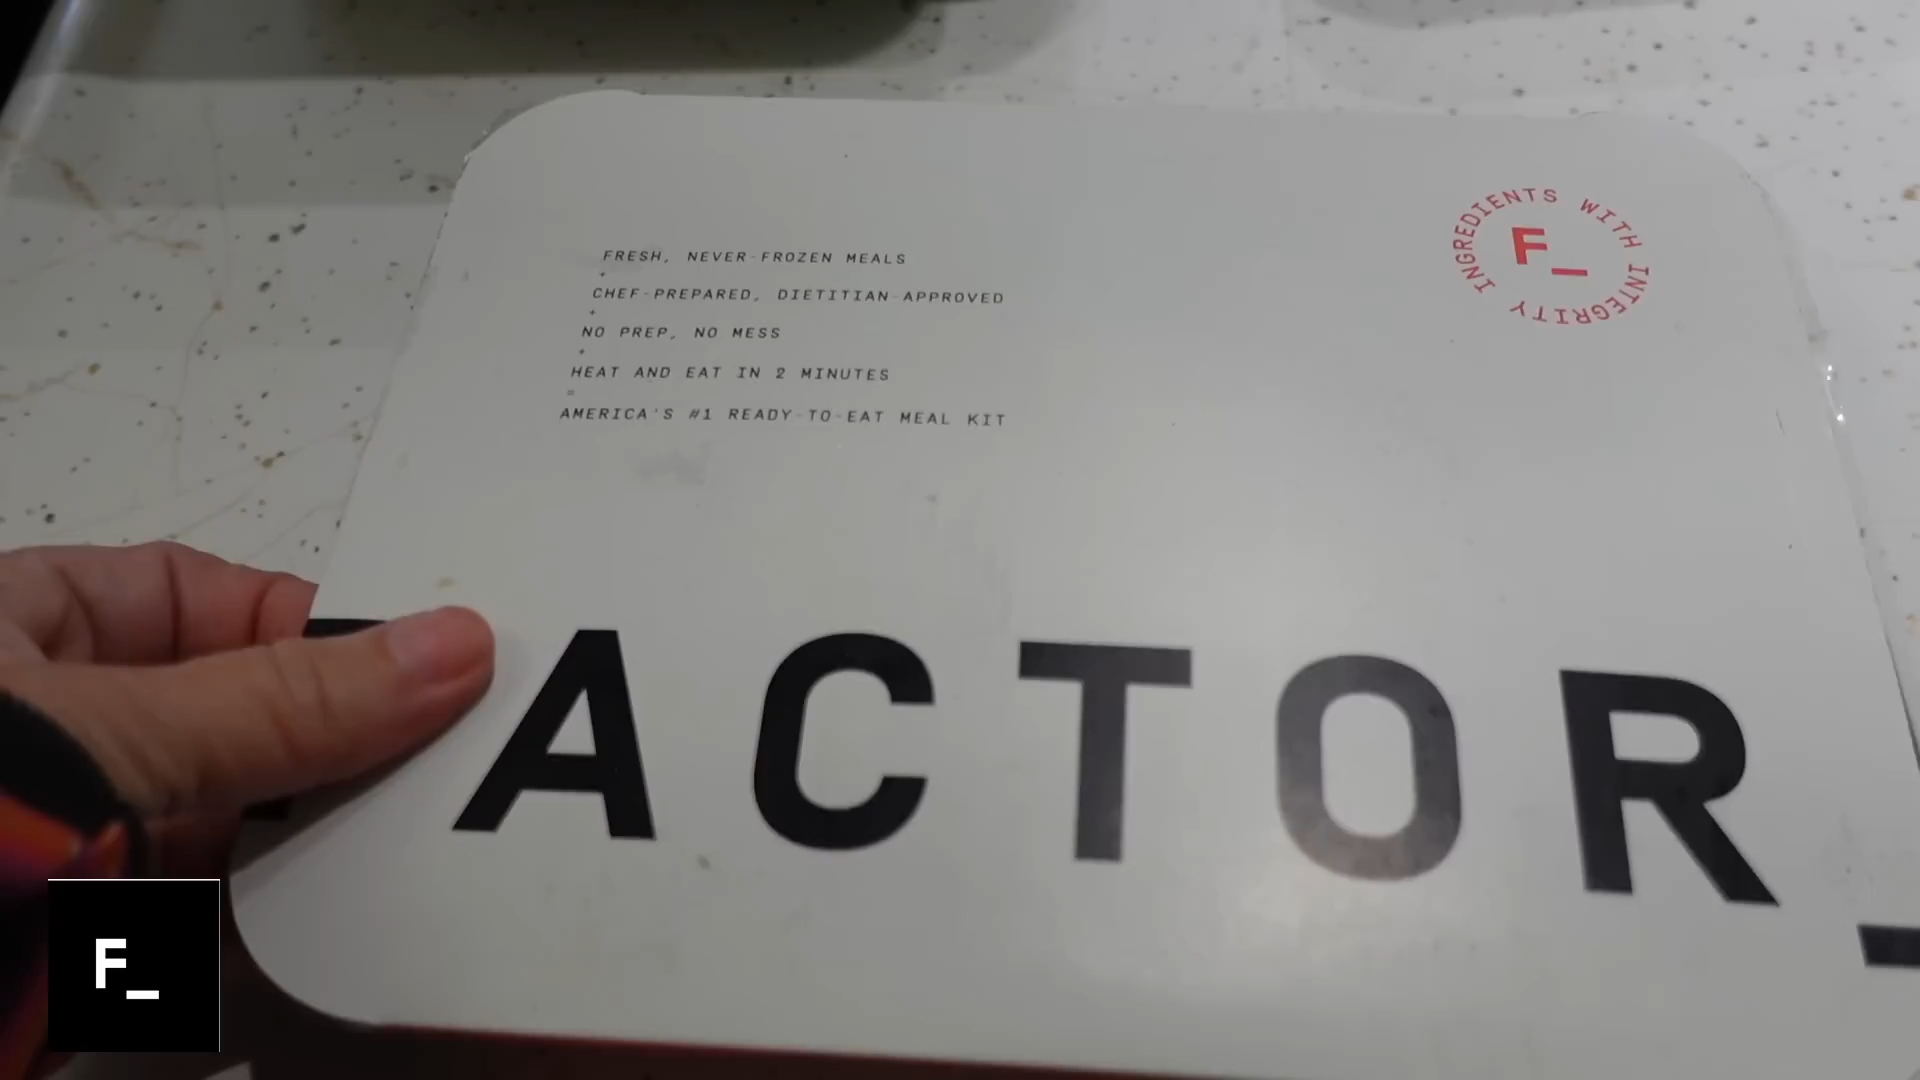 FRESH, NEVER-FROZEN MEALS
+
CHEF-PREPARED, DIETITIAN-APPROVED
+
NO PREP, NO MESS
+
HEAT AND EAT IN 2 MINUTES
=
AMERICA'S #1 READY-TO-EAT MEAL KIT
INGREDIENTS WITH INTEGRITY
F_
FACTOR_
F_